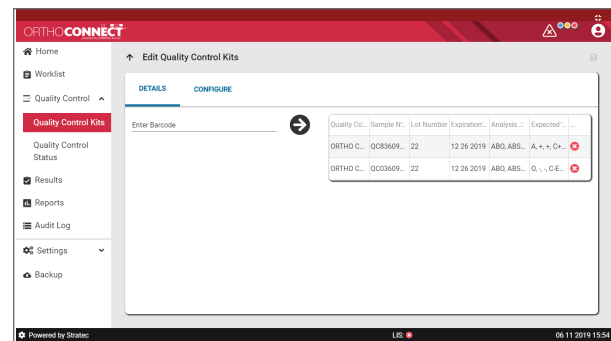 ORTHOCONNECT
Home
Edit Quality Control Kits
Worklist
DETAILS CONFIGURE
Quality Control
Quality Control Kits
Enter Barcode
Quality Co... Sample N... Lot Number Expiration... Analysis ... Expected... ...
ORTHO C... QC83609... 22 12 26 2019 ABO, ABS... A, +, +, C+...
ORTHO C... QC03609... 22 12 26 2019 ABO, ABS... O, -, -, C-E...
Quality Control
Status
Results
Reports
Audit Log
Settings
Backup
Powered by Stratec LIS: 06 11 2019 15:54